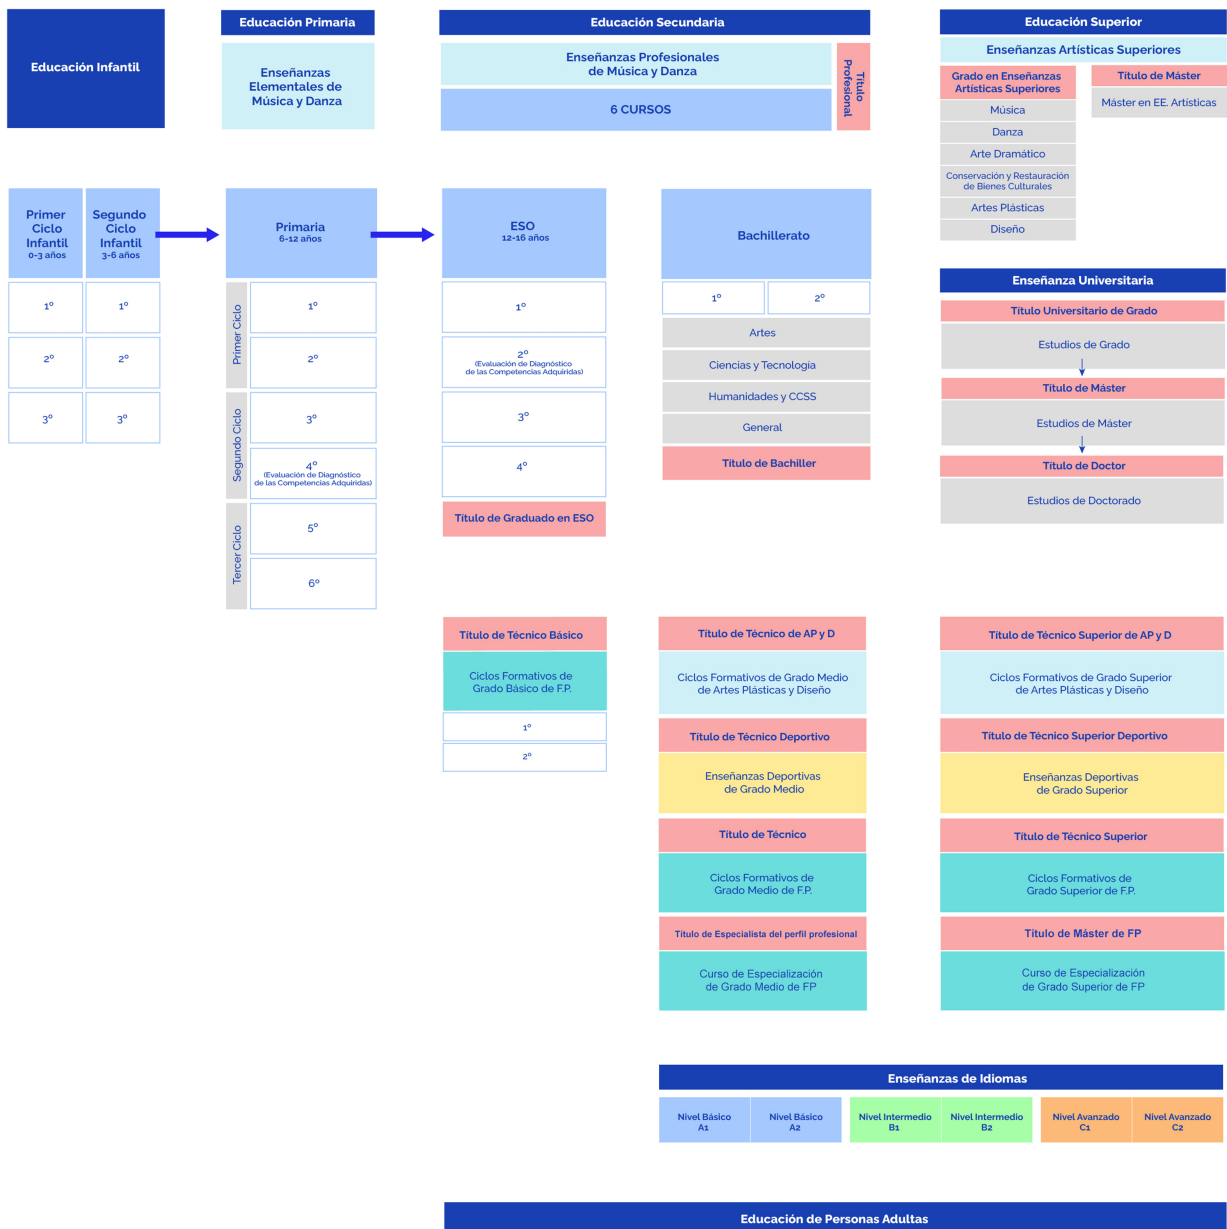 Educación Infantil
Educación Primaria
Enseñanzas
Elementales de
Música y Danza
Educación Secundaria
Enseñanzas Profesionales
de Música y Danza
6 CURSOS
Título
Profesional
Educación Superior
Enseñanzas Artísticas Superiores
Grado en Enseñanzas
Artísticas Superiores
Música
Danza
Arte Dramático
Conservación y Restauración
de Bienes Culturales
Artes Plásticas
Diseño
Título de Máster
Máster en EE. Artísticas
Primer
Ciclo
Infantil
0-3 años
1º
2º
3º
Segundo
Ciclo
Infantil
3-6 años
1º
2º
3º
Primaria
6-12 años
Primer Ciclo
1º
2º
Segundo Ciclo
3º
4º
(Evaluación de Diagnóstico
de las Competencias Adquiridas)
Tercer Ciclo
5º
6º
ESO
12-16 años
1º
2º
(Evaluación de Diagnóstico
de las Competencias Adquiridas)
3º
4º
Título de Graduado en ESO
Bachillerato
1º
2º
Artes
Ciencias y Tecnología
Humanidades y CCSS
General
Título de Bachiller
Enseñanza Universitaria
Título Universitario de Grado
Estudios de Grado
Título de Máster
Estudios de Máster
Título de Doctor
Estudios de Doctorado
Título de Técnico Básico
Ciclos Formativos de
Grado Básico de F.P.
1º
2º
Título de Técnico de AP y D
Ciclos Formativos de Grado Medio
de Artes Plásticas y Diseño
Título de Técnico Deportivo
Enseñanzas Deportivas
de Grado Medio
Título de Técnico
Ciclos Formativos de
Grado Medio de F.P.
Título de Especialista del perfil profesional
Curso de Especialización
de Grado Medio de FP
Título de Técnico Superior de AP y D
Ciclos Formativos de Grado Superior
de Artes Plásticas y Diseño
Título de Técnico Superior Deportivo
Enseñanzas Deportivas
de Grado Superior
Título de Técnico Superior
Ciclos Formativos de
Grado Superior de F.P.
Título de Máster de FP
Curso de Especialización
de Grado Superior de FP
Enseñanzas de Idiomas
Nivel Básico
A1
Nivel Básico
A2
Nivel Intermedio
B1
Nivel Intermedio
B2
Nivel Avanzado
C1
Nivel Avanzado
C2
Educación de Personas Adultas